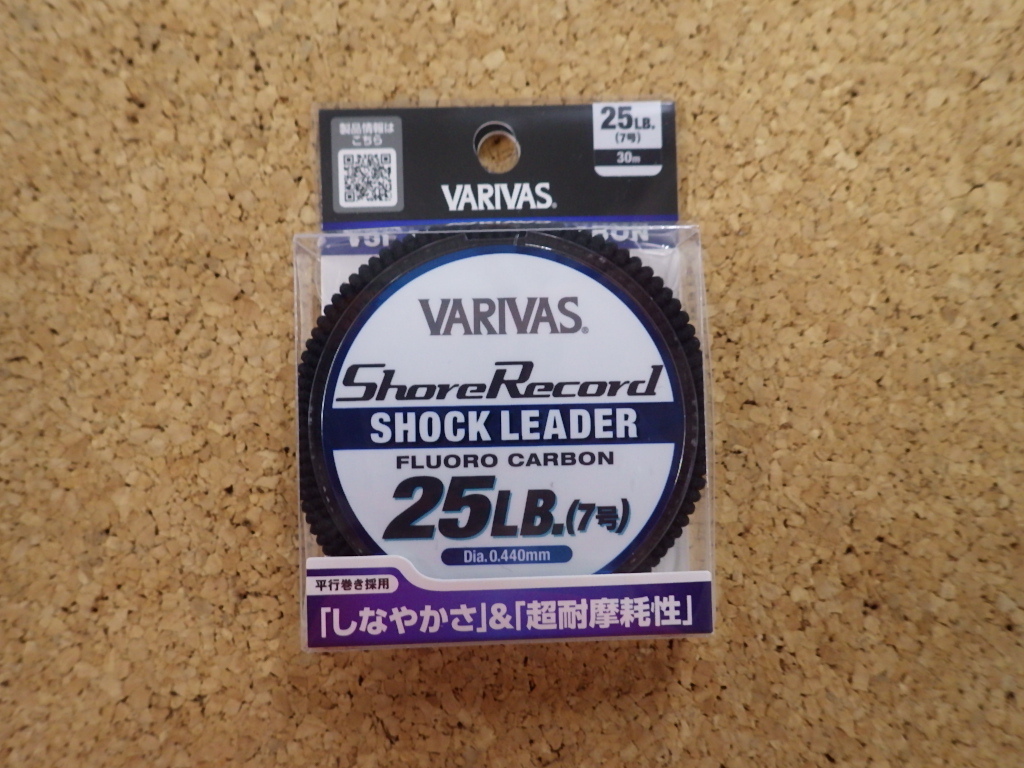 製品情報は
こちら
25LB.
(7号)
30m
VARIVAS®
VARIVAS®
ShoreRecord
SHOCK LEADER
FLUORO CARBON
25LB.(7号)
Dia.0.440mm
平行巻き採用
「しなやかさ」&「超耐摩耗性」